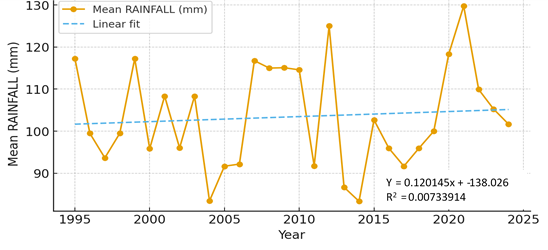 130
120
110
100
90
Mean RAINFALL (mm)
Mean RAINFALL (mm)
Linear fit
Y = 0.120145x + -138.026
R² = 0.00733914
1995 2000 2005 2010 2015 2020 2025
Year